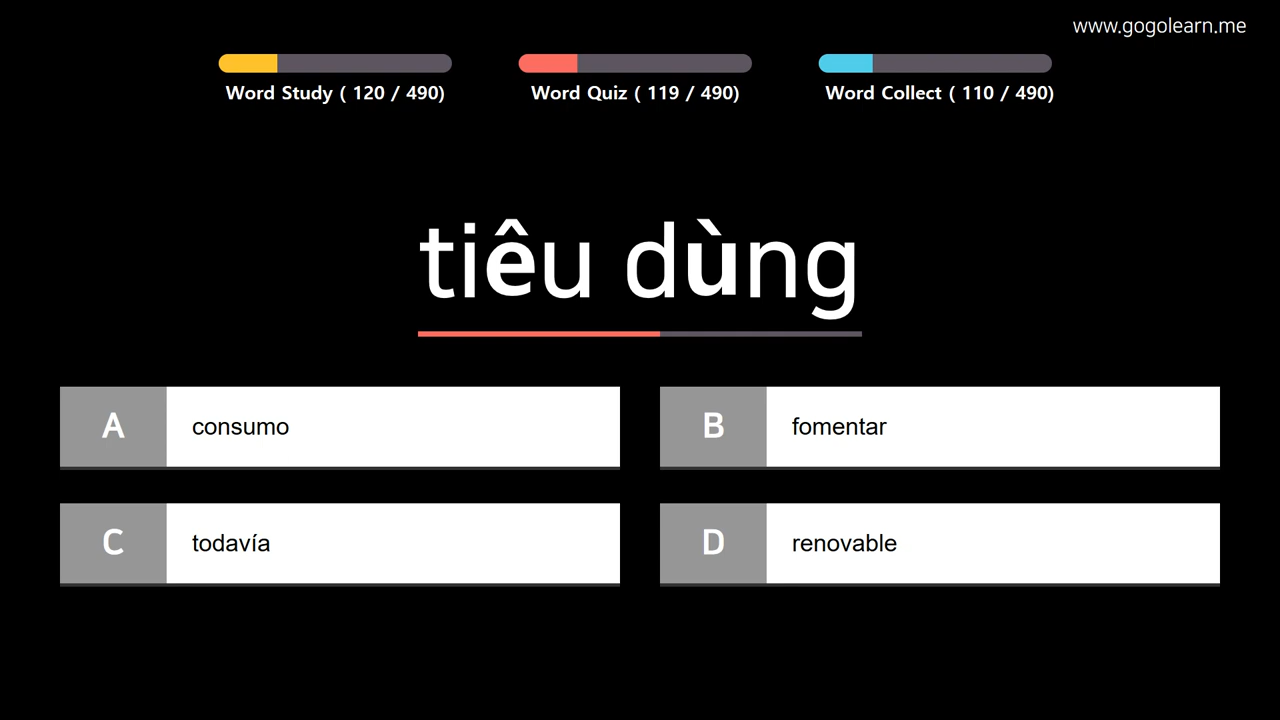 www.gogolearn.me
Word Study ( 120 / 490)
Word Quiz ( 119 / 490)
Word Collect ( 110 / 490)
tiêu dùng
A consumo
B fomentar
C todavía
D renovable